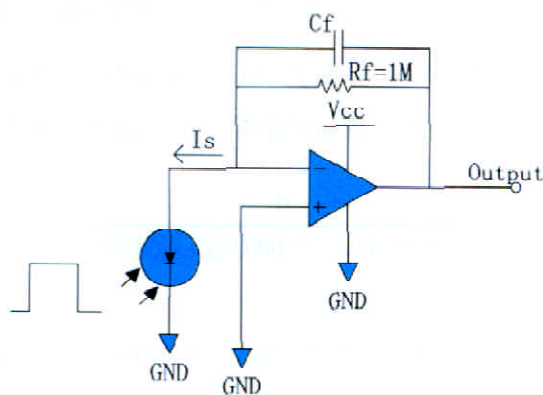 Cf
Rf=1M
Vcc
Is
−
+
Output
GND
GND
GND